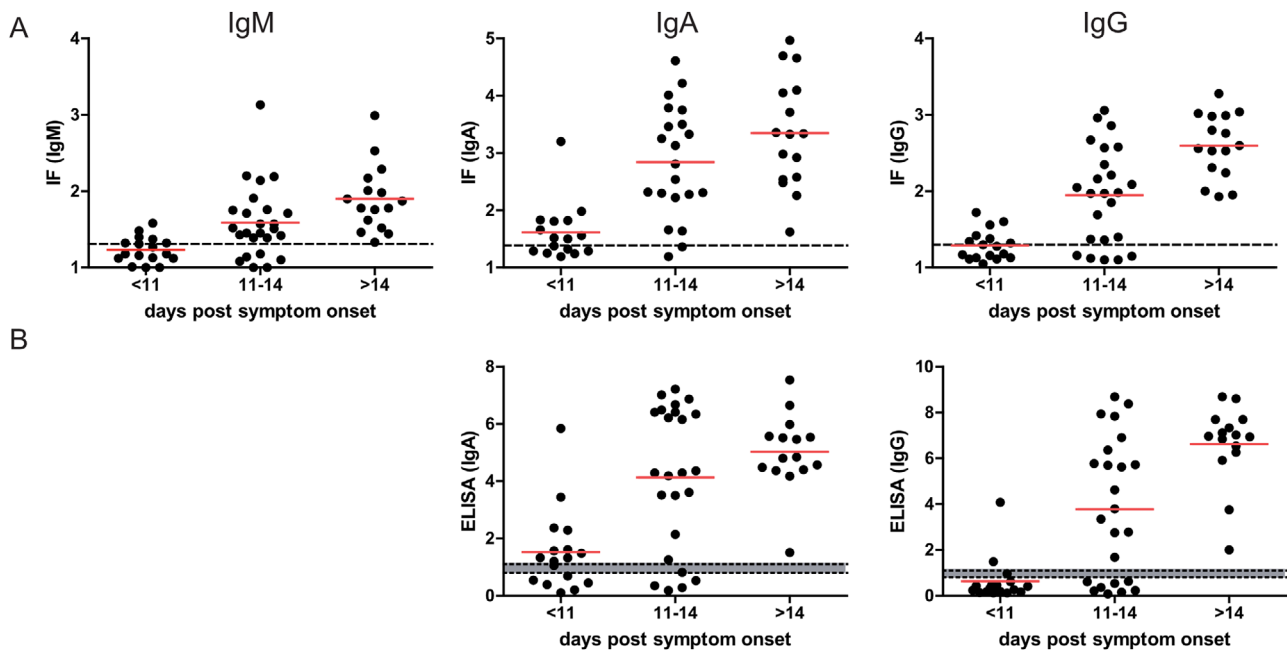 A
IgM
IgA
IgG
IF (IgM)
4
3
2
1
<11
11-14
>14
days post symptom onset
IF (IgA)
5
4
3
2
1
<11
11-14
>14
days post symptom onset
IF (IgG)
4
3
2
1
<11
11-14
>14
days post symptom onset
B
ELISA (IgA)
8
6
4
2
0
<11
11-14
>14
days post symptom onset
ELISA (IgG)
10
8
6
4
2
0
<11
11-14
>14
days post symptom onset